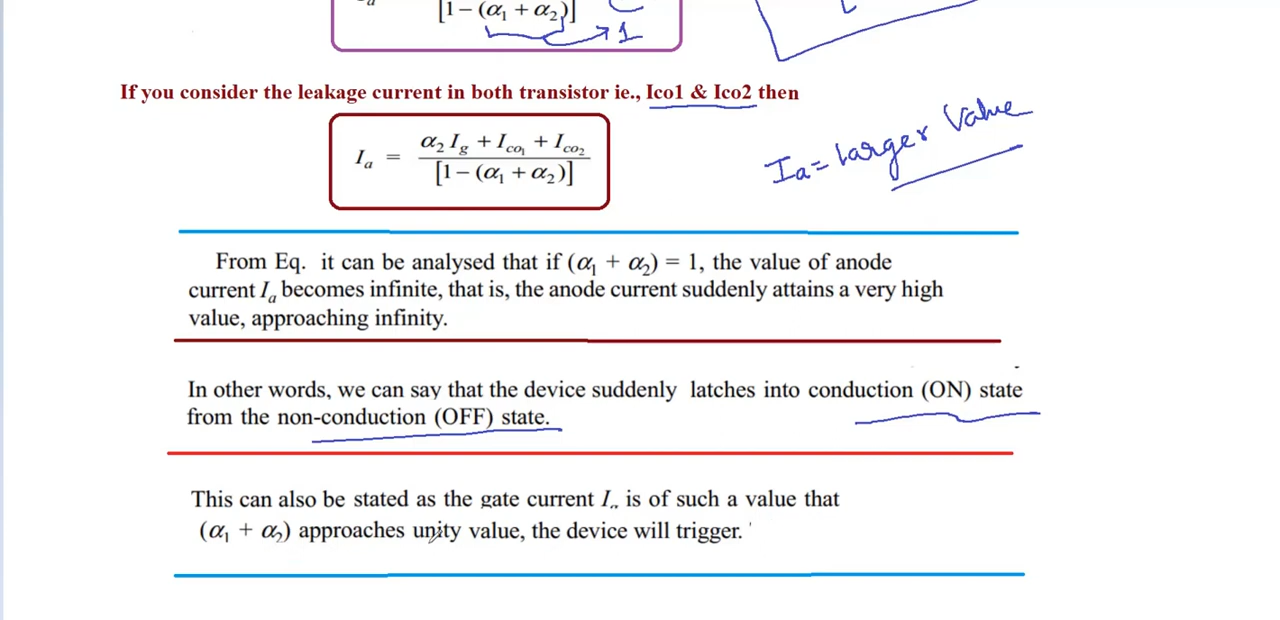 [1 − (α₁ + α₂)]
→ 1
If you consider the leakage current in both transistor ie., Ico1 & Ico2 then
Iₐ = Larger Value
Iₐ = (α₂ I_g + I_co₁ + I_co₂) / [1 − (α₁ + α₂)]
From Eq. it can be analysed that if (α₁ + α₂) = 1, the value of anode
current Iₐ becomes infinite, that is, the anode current suddenly attains a very high
value, approaching infinity.
In other words, we can say that the device suddenly latches into conduction (ON) state
from the non-conduction (OFF) state.
This can also be stated as the gate current I is of such a value that
(α₁ + α₂) approaches unity value, the device will trigger.